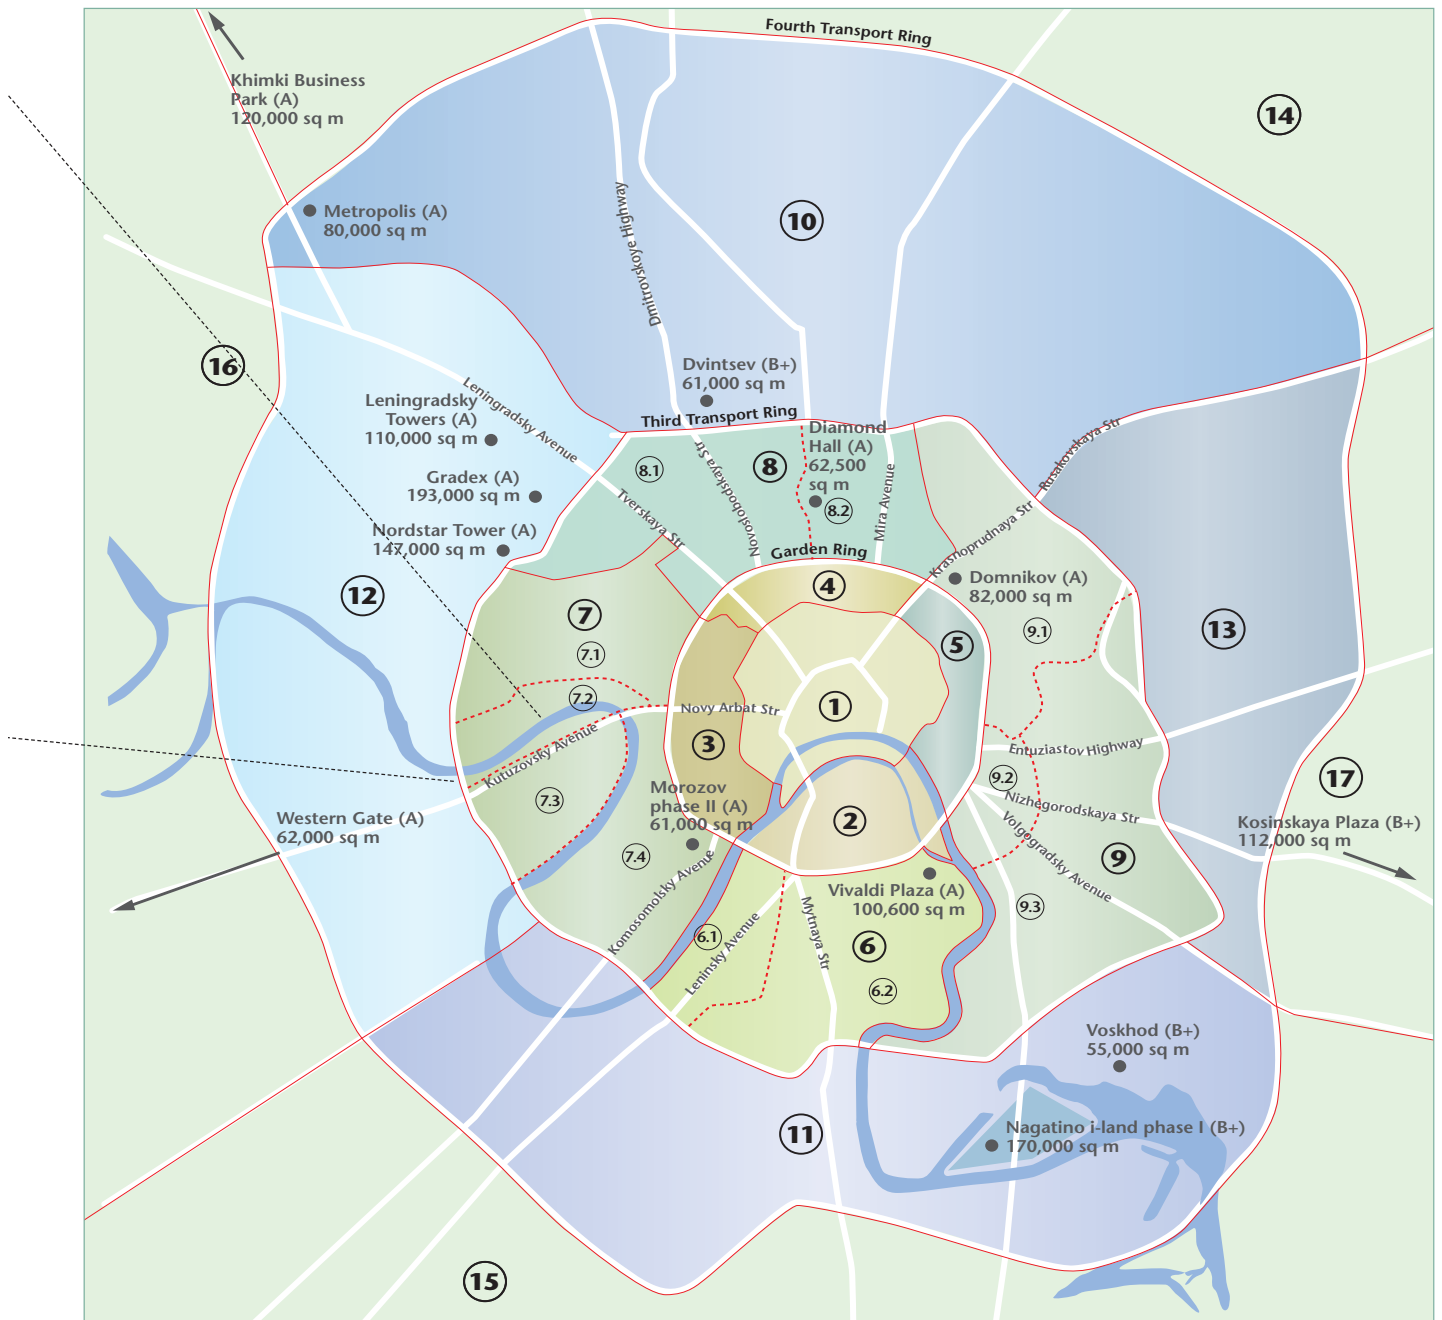 Fourth Transport Ring
Khimki Business
Park (A)
120,000 sq m
14
Metropolis (A)
80,000 sq m
10
Dmitrovskoye Highway
16
Dvintsev (B+)
61,000 sq m
Leningradsky Avenue
Leningradsky
Towers (A)
110,000 sq m
Third Transport Ring
Diamond
Hall (A)
62,500
sq m
Rusakovskaya Str
8.1
8
8.2
Gradex (A)
193,000 sq m
Tverskaya Str
Novoslobodskaya Str
Mira Avenue
Krasnoprudnaya Str
Nordstar Tower (A)
147,000 sq m
Garden Ring
Domnikov (A)
82,000 sq m
12
4
7
9.1
13
5
7.1
7.2
Novy Arbat Str
1
Kutuzovsky Avenue
3
Entuziastov Highway
9.2
17
Morozov
phase II (A)
61,000 sq m
7.3
Nizhegorodskaya Str
2
Western Gate (A)
62,000 sq m
Volgogradsky Avenue
Kosinskaya Plaza (B+)
112,000 sq m
7.4
9
Komosomolsky Avenue
Vivaldi Plaza (A)
100,600 sq m
9.3
6.1
Leninsky Avenue
Mytnaya Str
6
6.2
Voskhod (B+)
55,000 sq m
11
Nagatino i-land phase I (B+)
170,000 sq m
15